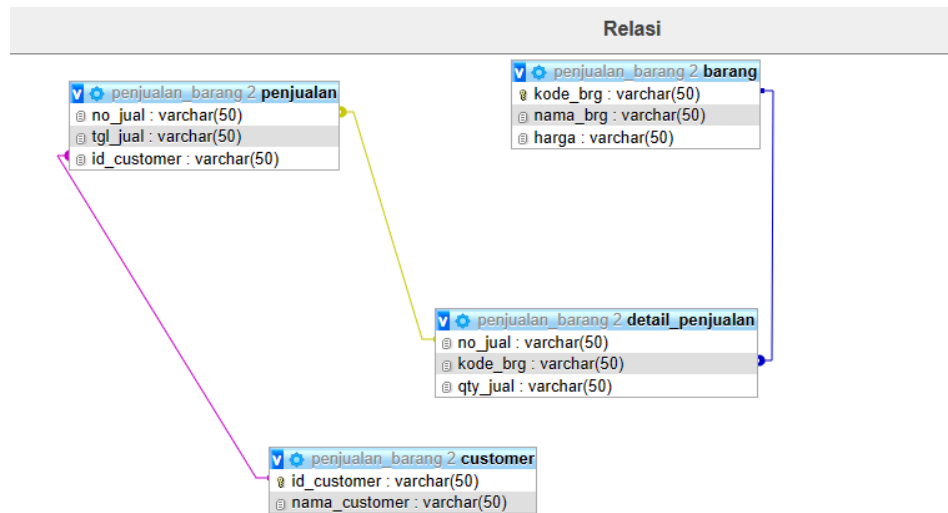 Relasi
v penjualan_barang 2 penjualan
no_jual : varchar(50)
tgl_jual : varchar(50)
id_customer : varchar(50)
v penjualan_barang 2 barang
kode_brg : varchar(50)
nama_brg : varchar(50)
harga : varchar(50)
v penjualan_barang 2 detail_penjualan
no_jual : varchar(50)
kode_brg : varchar(50)
qty_jual : varchar(50)
v penjualan_barang 2 customer
id_customer : varchar(50)
nama_customer : varchar(50)